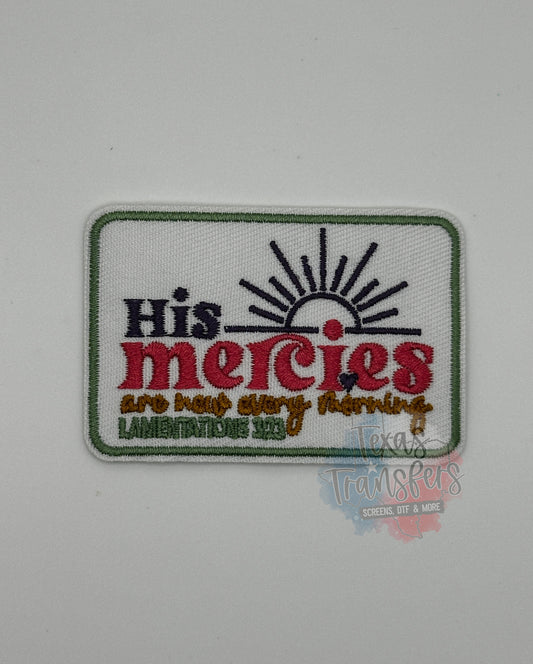 His
mercies
are new every morning
LAMENTATIONS 3:23
Texas
Transfers
SCREENS, DTF & MORE